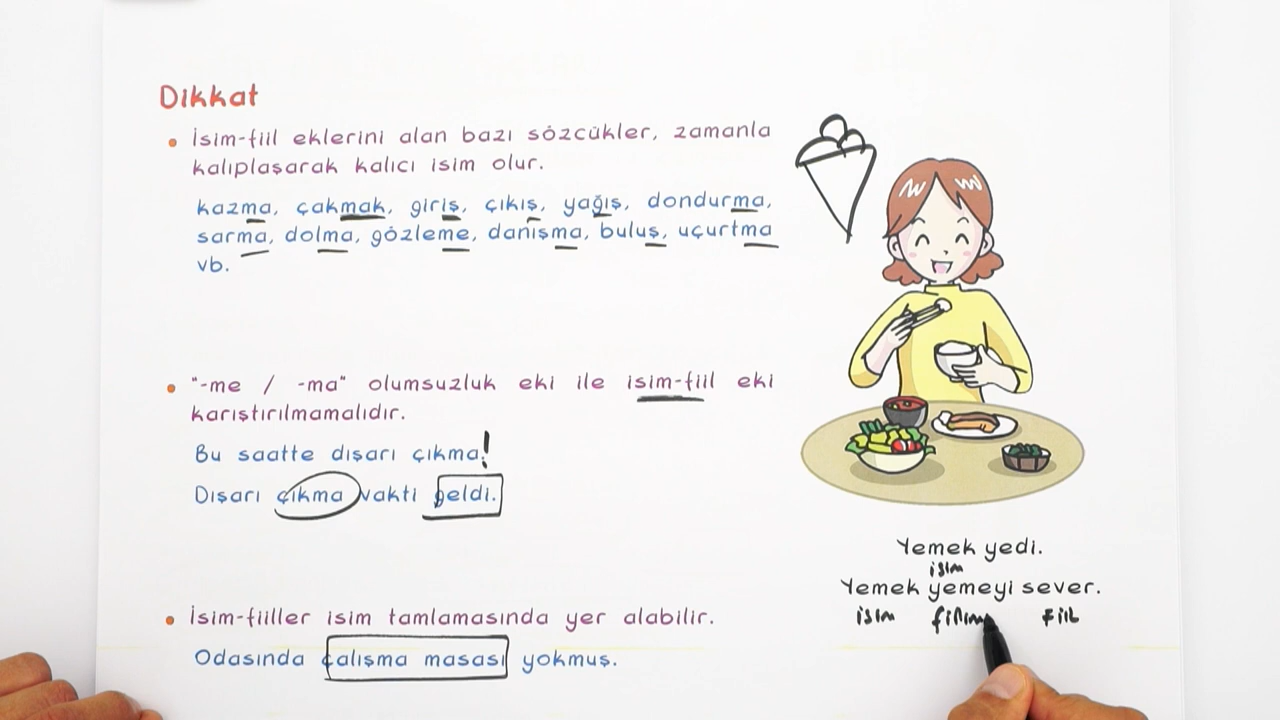 Dikkat
İsim-fiil eklerini alan bazı sözcükler, zamanla
kalıplaşarak kalıcı isim olur.
kazma, çakmak, giriş, çıkış, yağış, dondurma,
sarma, dolma, gözleme, danışma, buluş, uçurtma
vb.
"-me / -ma" olumsuzluk eki ile isim-fiil eki
karıştırılmamalıdır.
Bu saatte dışarı çıkma!
Dışarı çıkma vakti geldi.
İsim-fiiller isim tamlamasında yer alabilir.
Odasında çalışma masası yokmuş.
Yemek yedi.
isim
Yemek yemeyi sever.
isim fiil